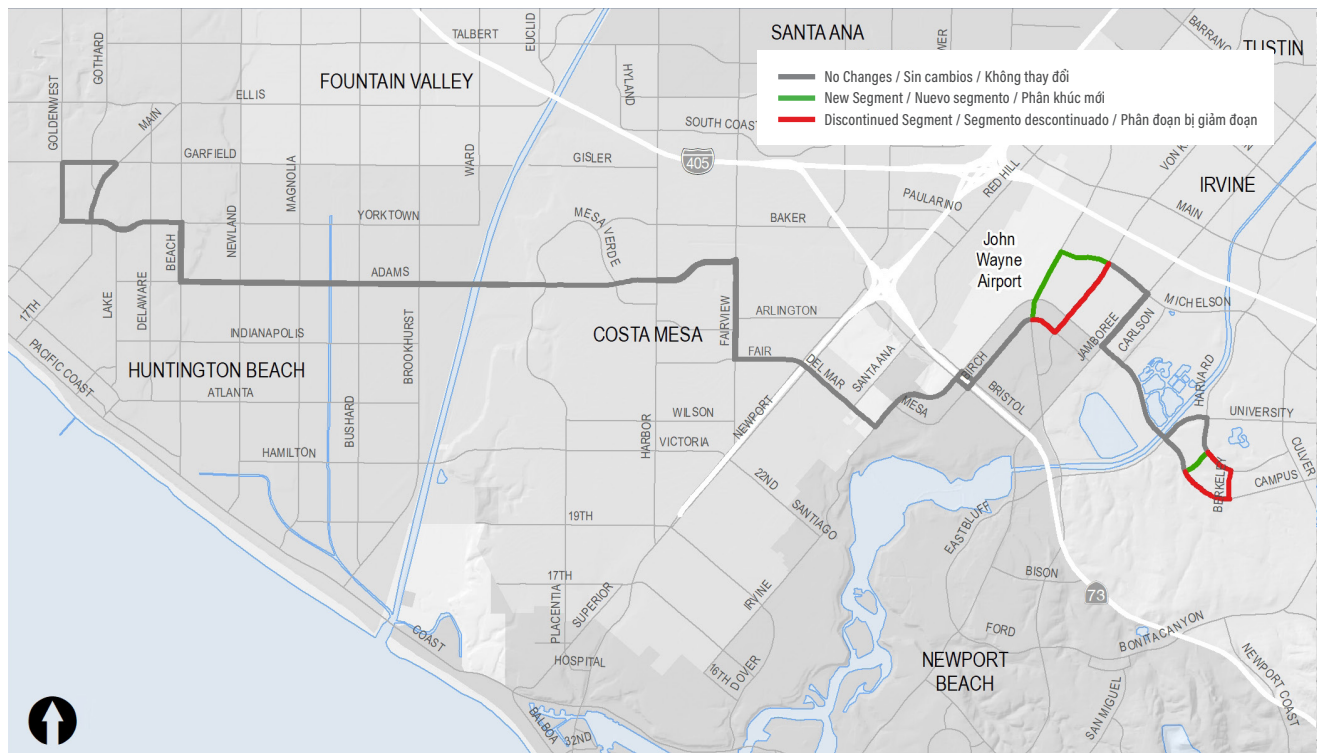 SANTA ANA
TUSTIN
BARRANC
No Changes / Sin cambios / Không thay đổi
New Segment / Nuevo segmento / Phân khúc mới
Discontinued Segment / Segmento descontinuado / Phân đoạn bị giảm đoạn
TALBERT
EUCLID
GOTHARD
GOLDENWEST
FOUNTAIN VALLEY
HYLAND
ELLIS
MAIN
SOUTH COAST
GARFIELD
MAGNOLIA
WARD
GISLER
405
VON K
RED HILL
IRVINE
PAULARINO
MAIN
YORKTOWN
NEWLAND
BEACH
MESA VERDE
BAKER
John
Wayne
Airport
ADAMS
LAKE
DELAWARE
17TH
INDIANAPOLIS
BROOKHURST
COSTA MESA
FAIRVIEW
ARLINGTON
MICHELSON
JAMBOREE
CARLSON
PACIFIC COAST
HUNTINGTON BEACH
ATLANTA
FAIR
DEL MAR
SANTA ANA
BIRCH
BRISTOL
HARVARD
NEWPORT
MESA
BUSHARD
HAMILTON
HARBOR
WILSON
VICTORIA
UNIVERSITY
CULVER
BERKELEY
CAMPUS
22ND
SANTIAGO
19TH
EASTBLUFF
17TH
PLACENTIA
SUPERIOR
IRVINE
BISON
73
COAST
FORD
BONITA CANYON
HOSPITAL
16TH
DOVER
NEWPORT
BEACH
NEWPORT COAST
SAN MIGUEL
BALBOA
32ND